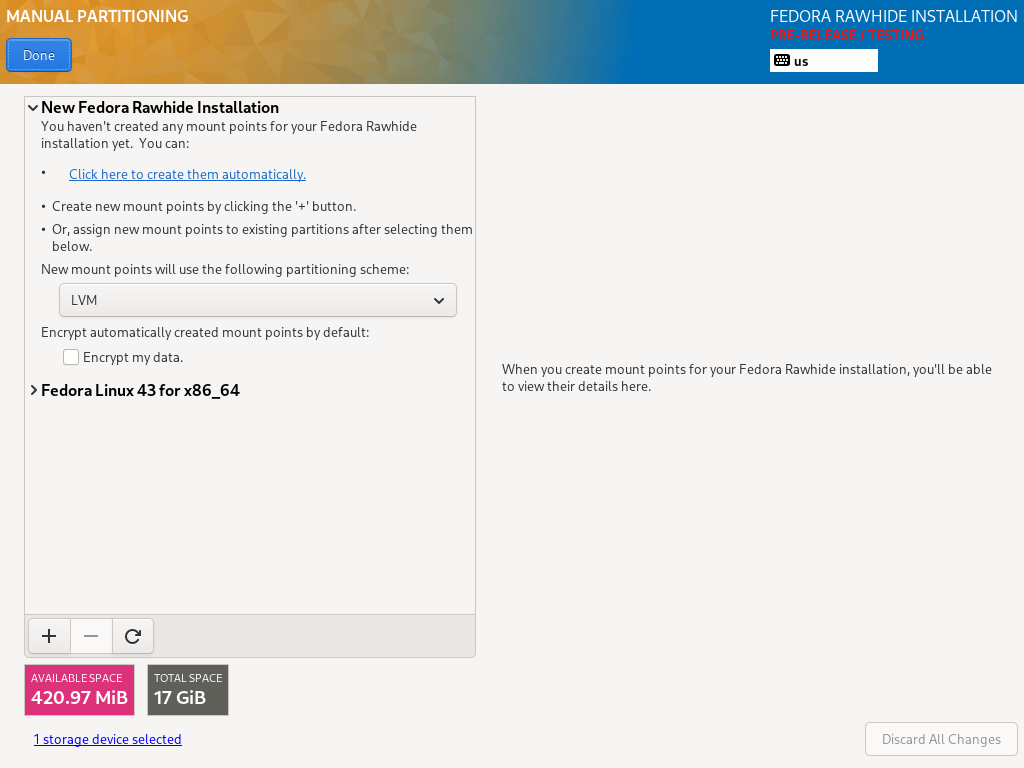 MANUAL PARTITIONING
FEDORA RAWHIDE INSTALLATION
PRE-RELEASE / TESTING
Done
us
New Fedora Rawhide Installation
You haven't created any mount points for your Fedora Rawhide
installation yet.  You can:
• Click here to create them automatically.
• Create new mount points by clicking the '+' button.
• Or, assign new mount points to existing partitions after selecting them
below.
New mount points will use the following partitioning scheme:
LVM
Encrypt automatically created mount points by default:
Encrypt my data.
Fedora Linux 43 for x86_64
When you create mount points for your Fedora Rawhide installation, you'll be able
to view their details here.
AVAILABLE SPACE
420.97 MiB
TOTAL SPACE
17 GiB
1 storage device selected
Discard All Changes